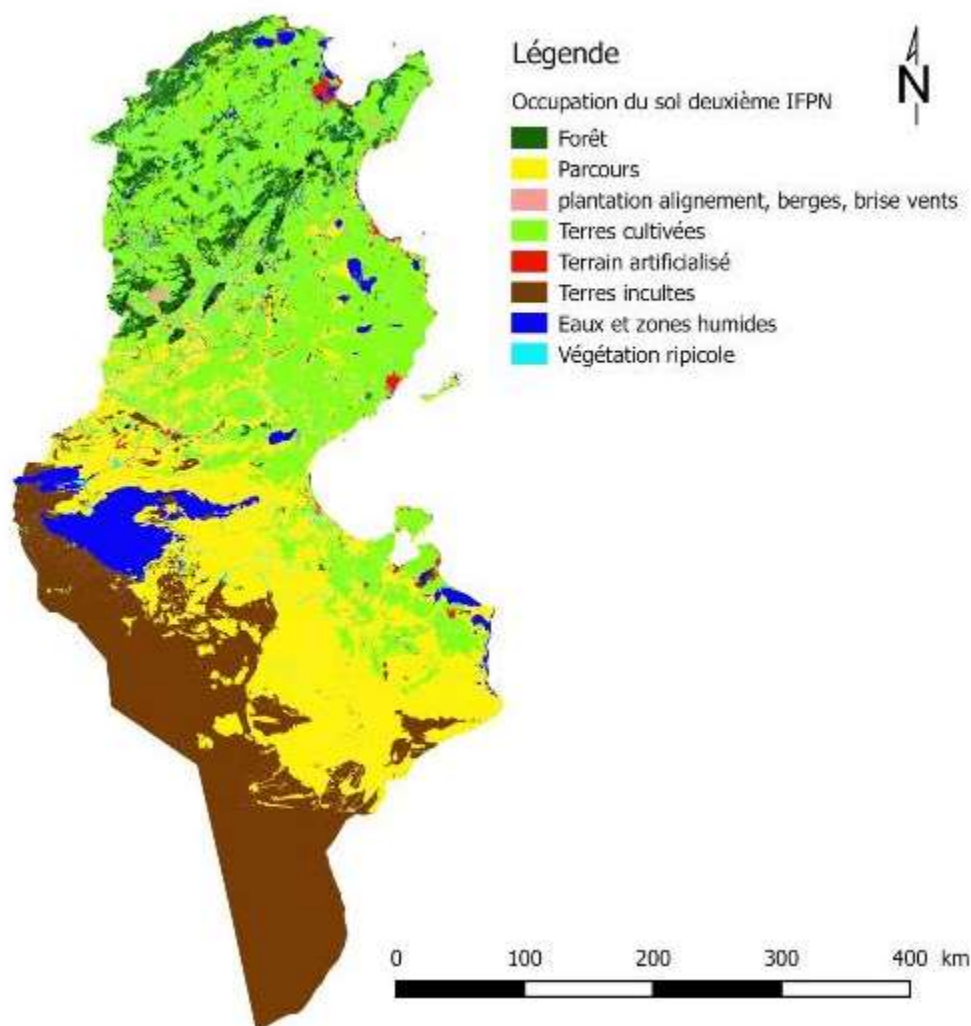 Légende
N
Occupation du sol deuxième IFPN
Forêt
Parcours
plantation alignement, berges, brise vents
Terres cultivées
Terrain artificialisé
Terres incultes
Eaux et zones humides
Végétation ripicole
0 100 200 300 400 km